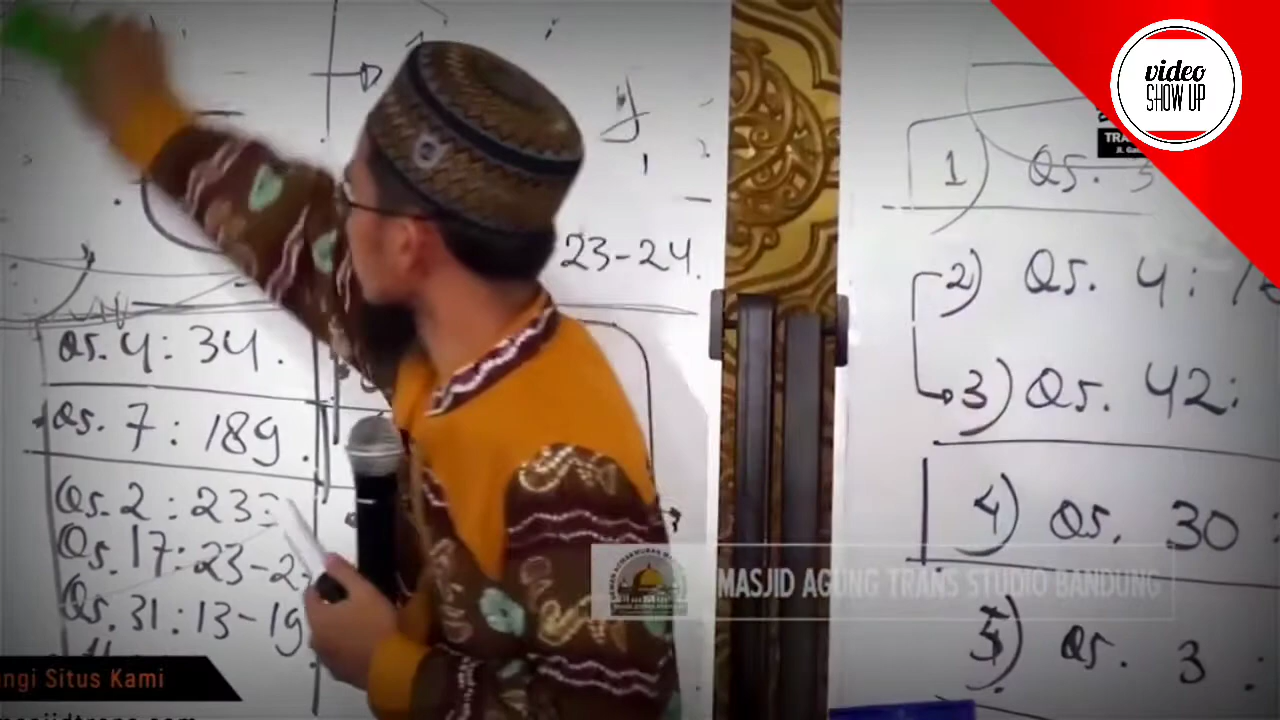 video
SHOW UP
23-24.
Qs. 4: 34.
Qs. 7: 189.
Qs. 2: 233
Qs. 17: 23-2
Qs. 31: 13-19
1) Qs.
2) Qs. 4: 1
3) Qs. 42:
4) Qs. 30 :
5) Qs. 3 :
MASJID AGUNG TRANS STUDIO BANDUNG
ngi Situs Kami